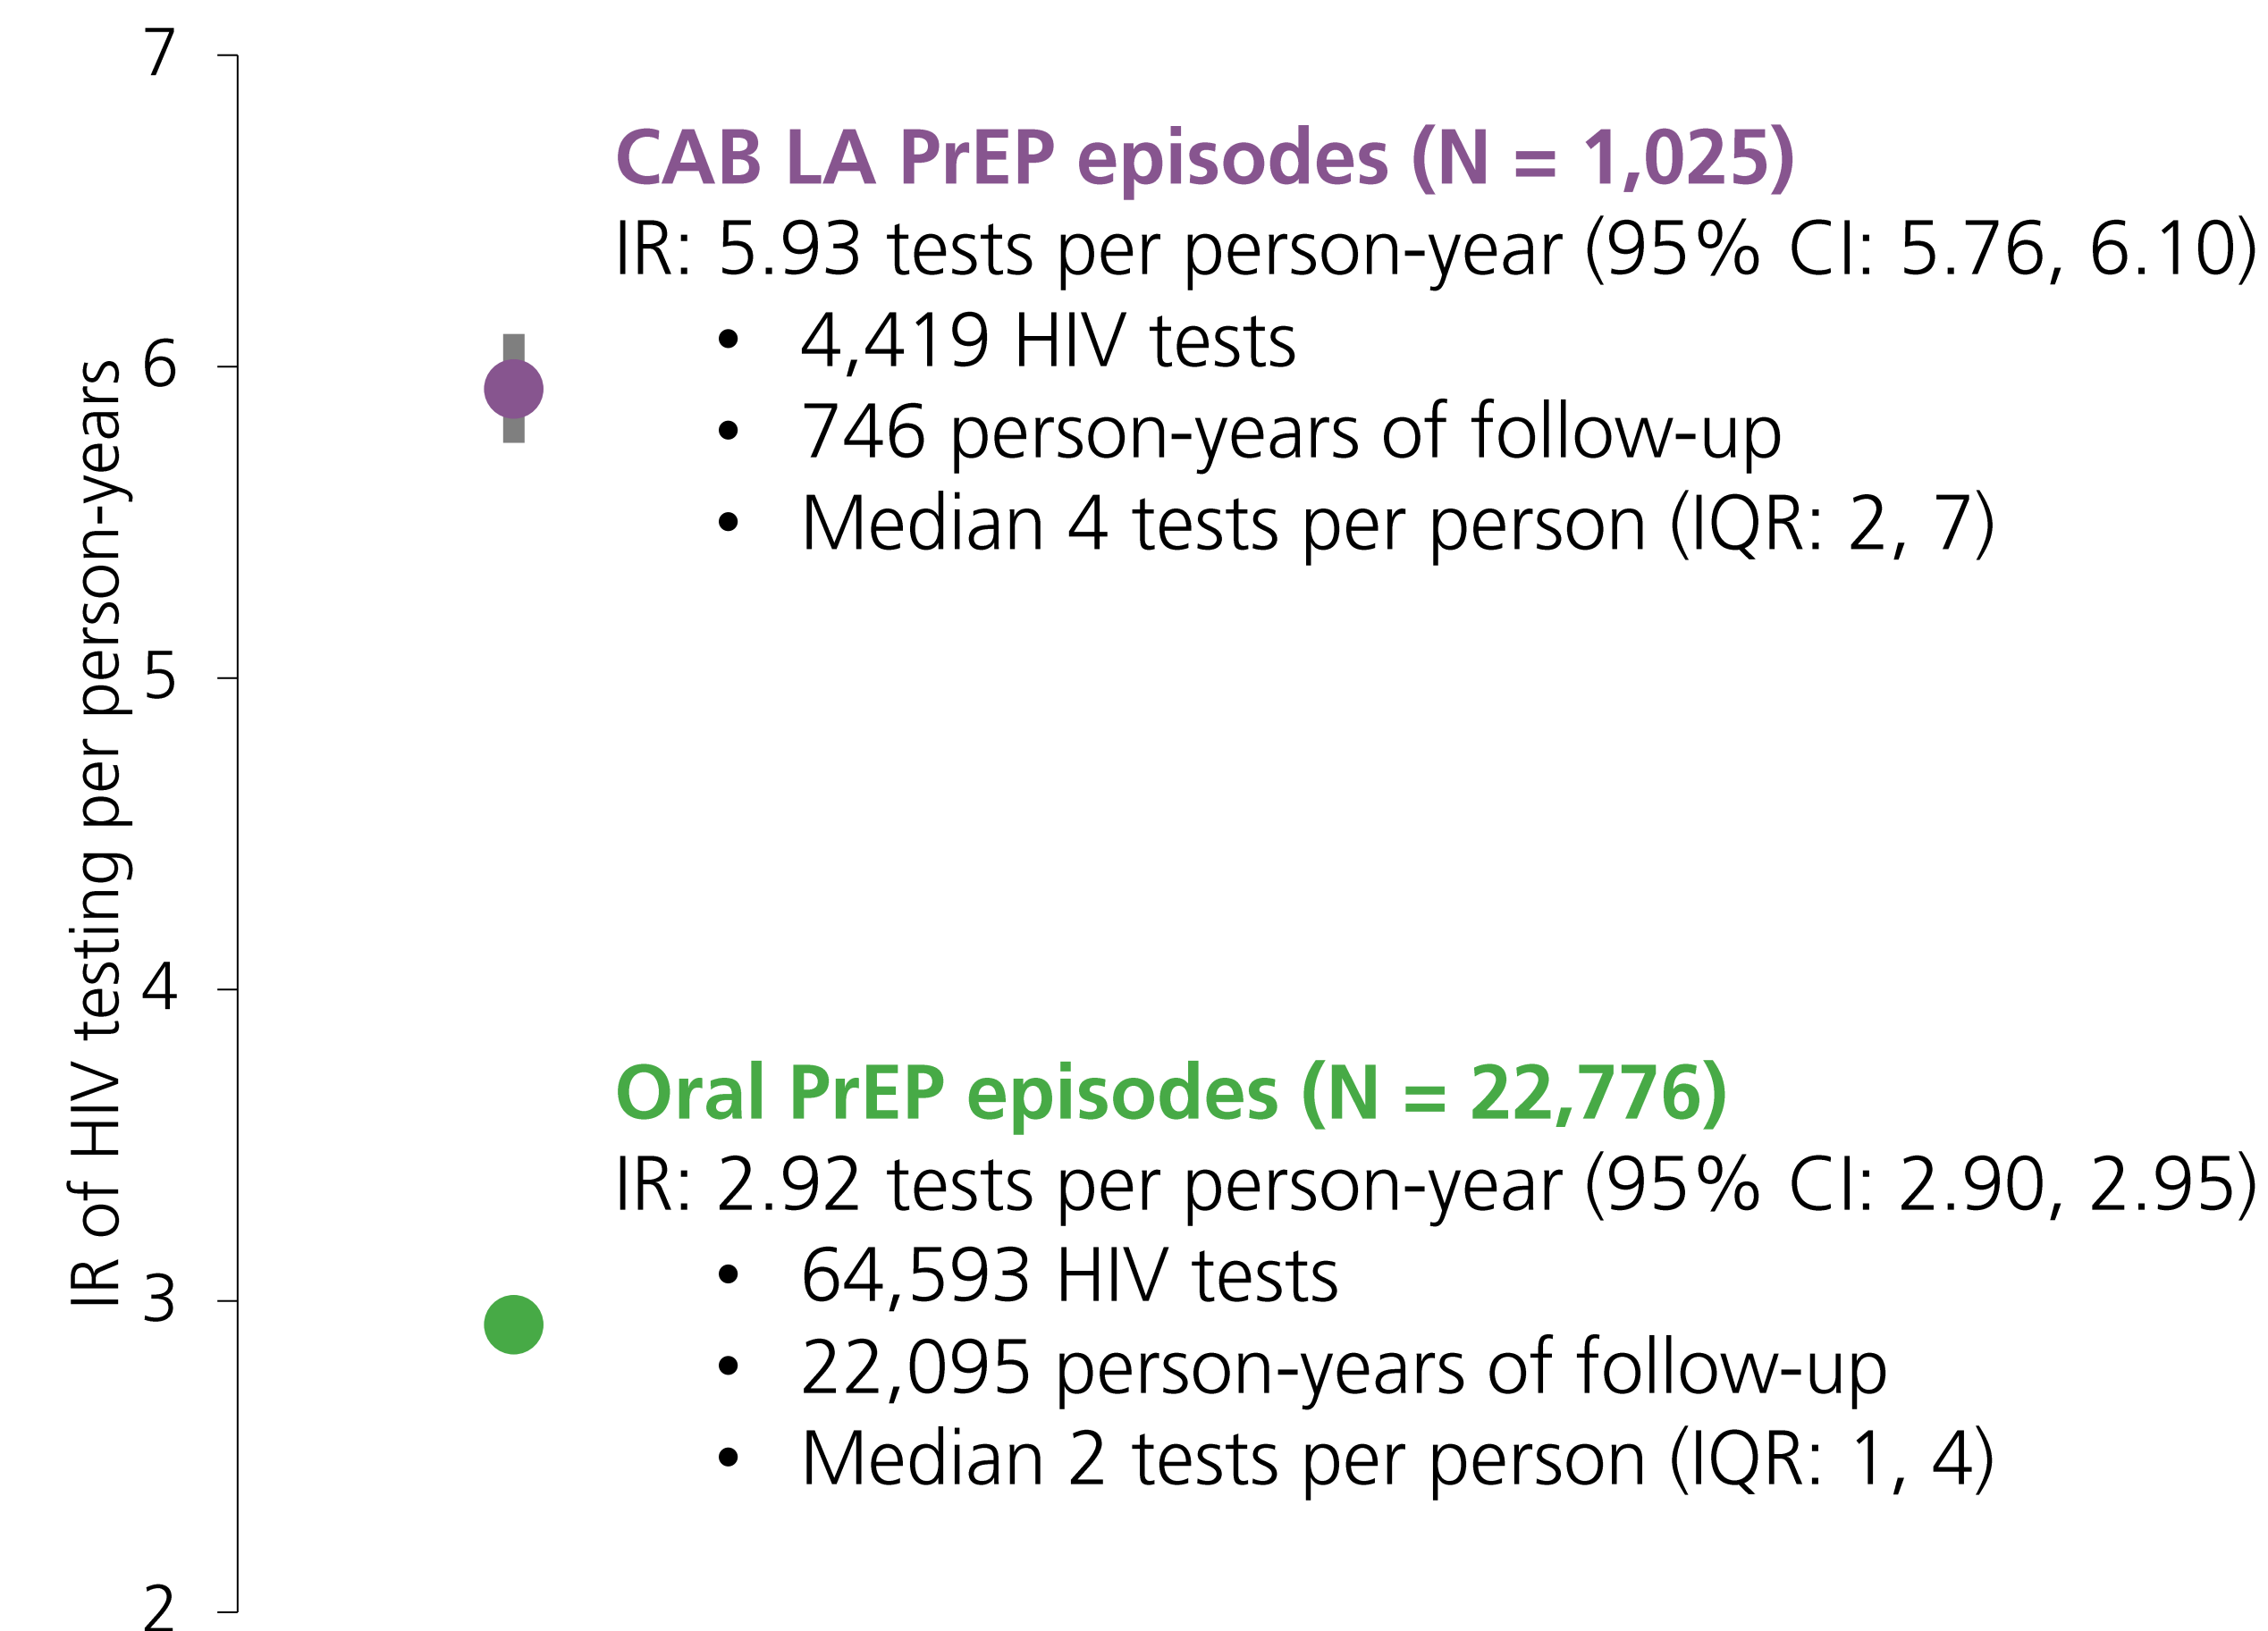 IR of HIV testing per person-years
7
6
5
4
3
2
CAB LA PrEP episodes (N = 1,025)
IR: 5.93 tests per person-year (95% CI: 5.76, 6.10)
• 4,419 HIV tests
• 746 person-years of follow-up
• Median 4 tests per person (IQR: 2, 7)
Oral PrEP episodes (N = 22,776)
IR: 2.92 tests per person-year (95% CI: 2.90, 2.95)
• 64,593 HIV tests
• 22,095 person-years of follow-up
• Median 2 tests per person (IQR: 1, 4)